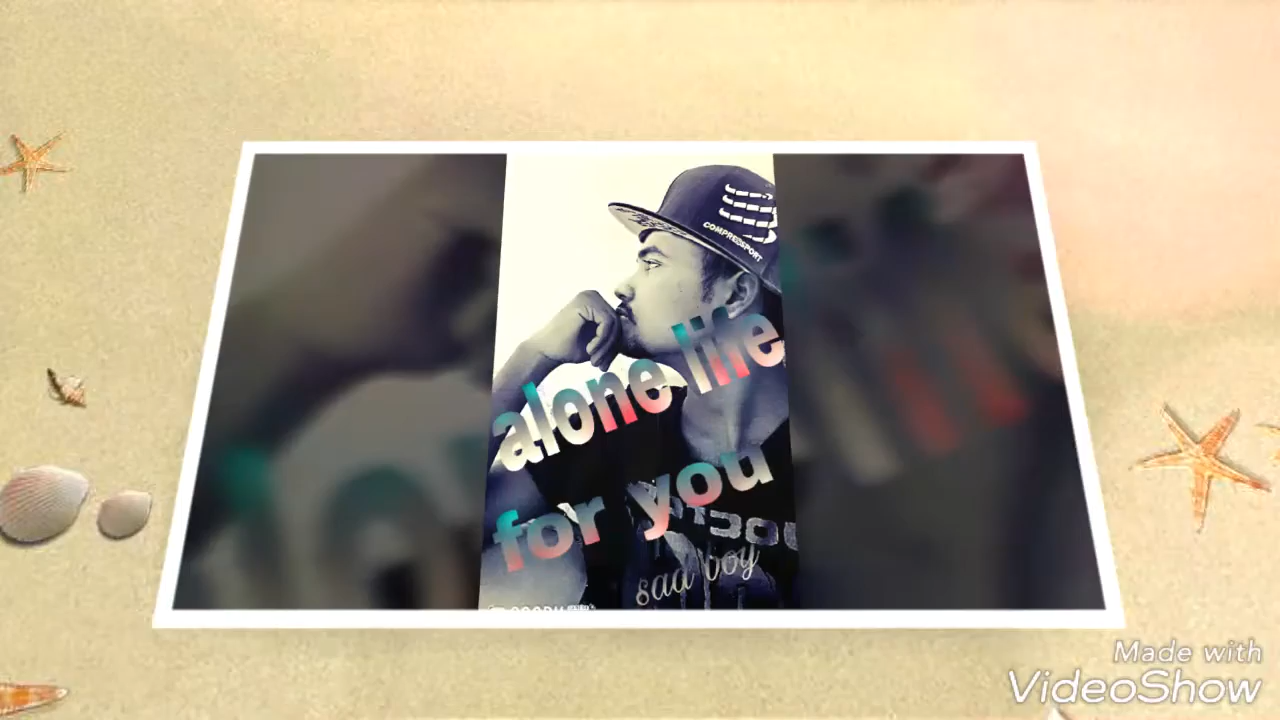 COMPRESSPORT
alone life
for you
sad boy
Made with
VideoShow